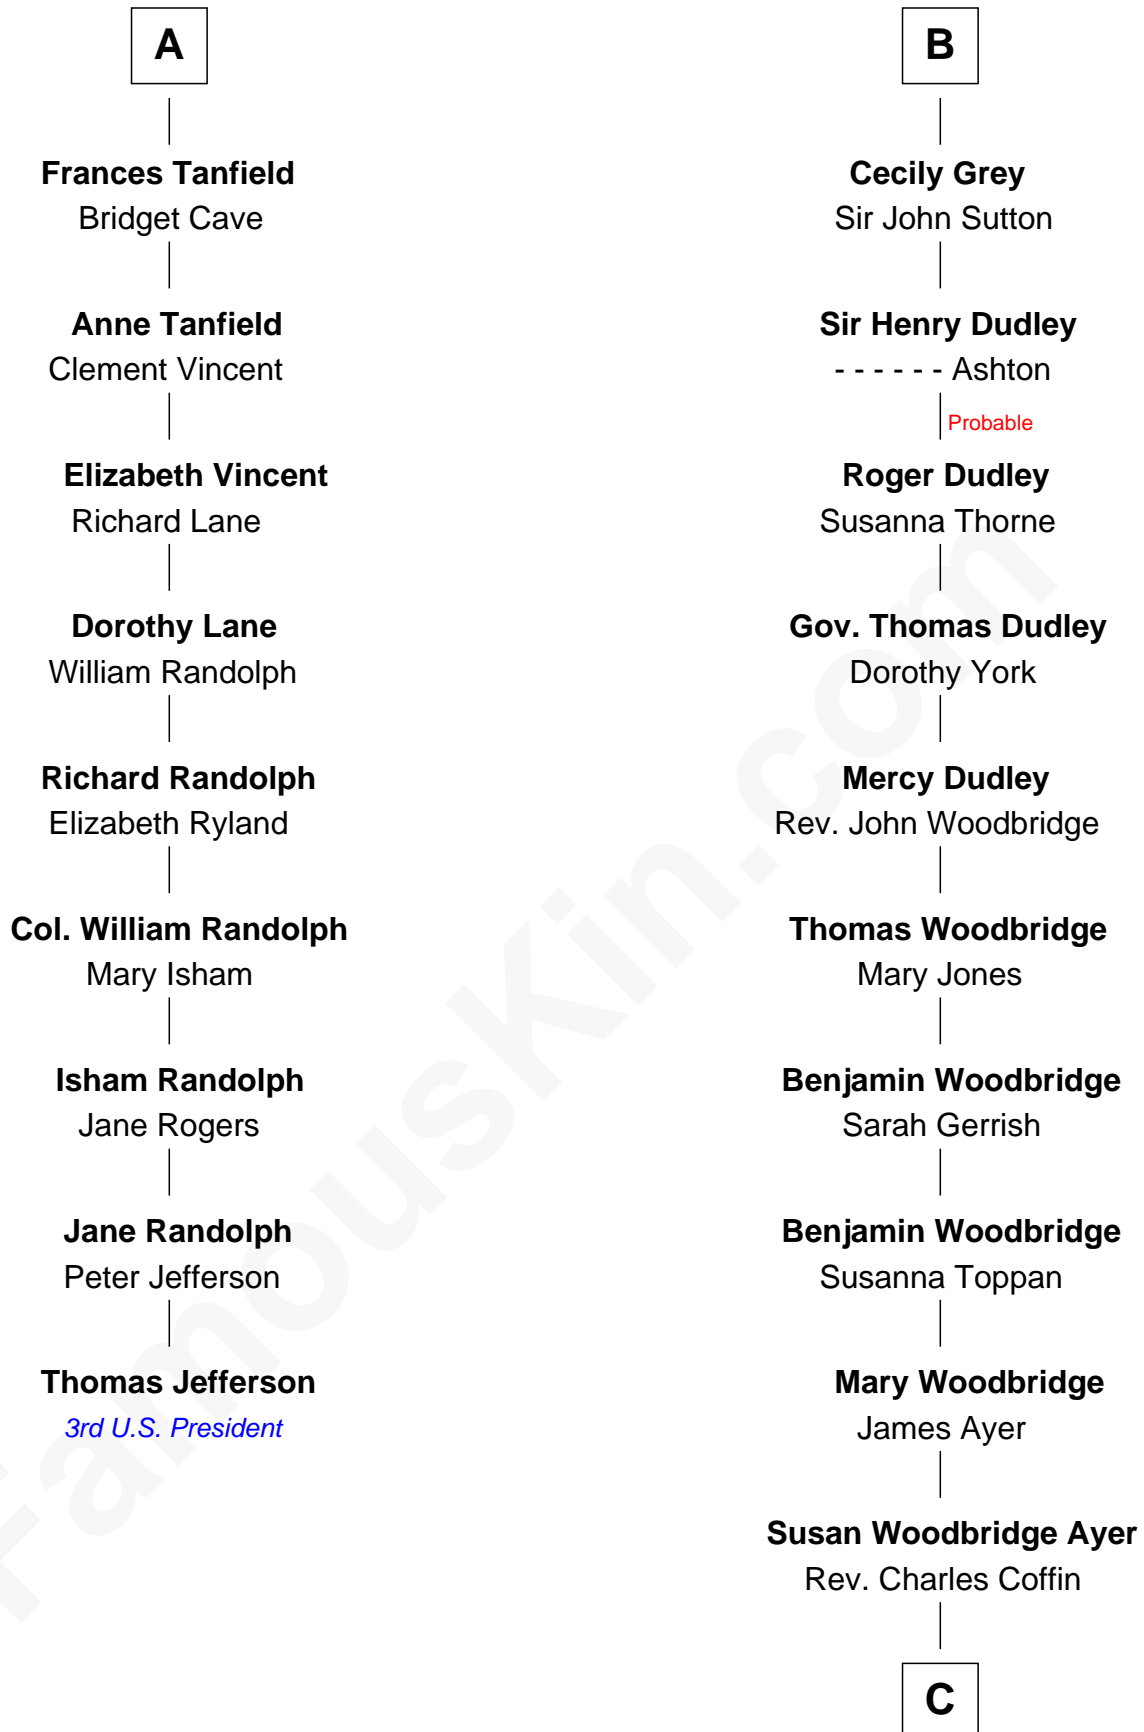 A
Frances Tanfield
Bridget Cave
Anne Tanfield
Clement Vincent
Elizabeth Vincent
Richard Lane
Dorothy Lane
William Randolph
Richard Randolph
Elizabeth Ryland
Col. William Randolph
Mary Isham
Isham Randolph
Jane Rogers
Jane Randolph
Peter Jefferson
Thomas Jefferson
3rd U.S. President
B
Cecily Grey
Sir John Sutton
Sir Henry Dudley
- - - - - - Ashton
Probable
Roger Dudley
Susanna Thorne
Gov. Thomas Dudley
Dorothy York
Mercy Dudley
Rev. John Woodbridge
Thomas Woodbridge
Mary Jones
Benjamin Woodbridge
Sarah Gerrish
Benjamin Woodbridge
Susanna Toppan
Mary Woodbridge
James Ayer
Susan Woodbridge Ayer
Rev. Charles Coffin
C
FamousKin.com